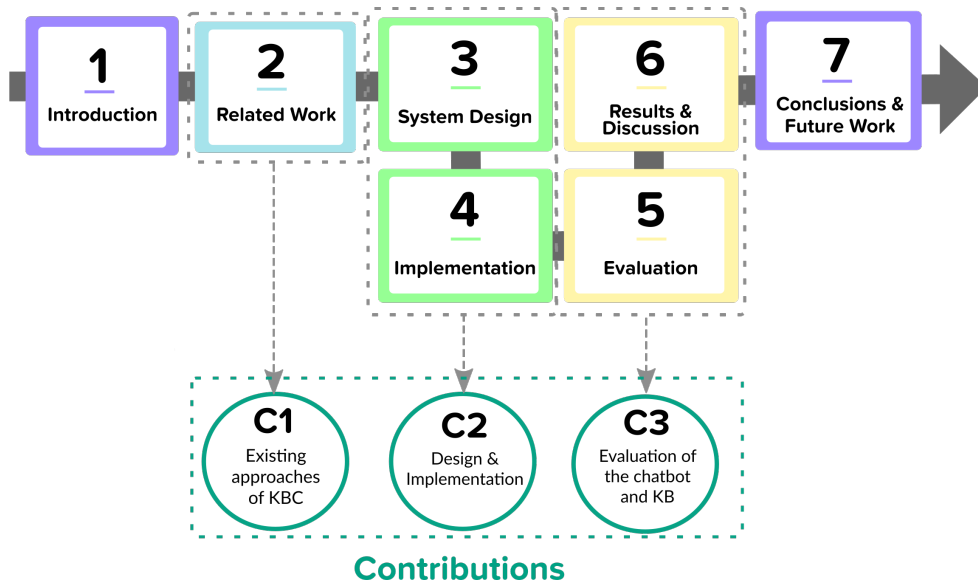 1
Introduction
2
Related Work
3
System Design
4
Implementation
5
Evaluation
6
Results &
Discussion
7
Conclusions &
Future Work
C1
Existing
approaches
of KBC
C2
Design &
Implementation
C3
Evaluation of
the chatbot
and KB
Contributions